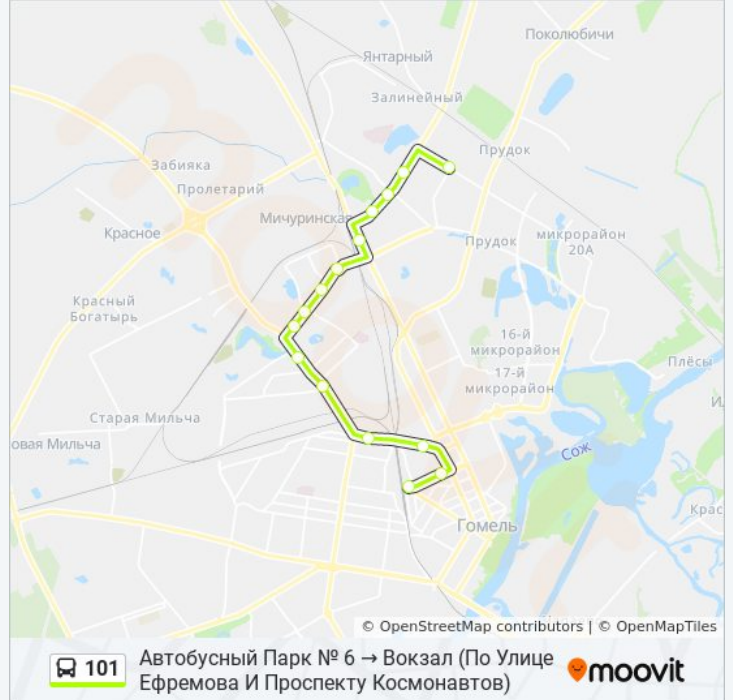 Поколюбичи
Янтарный
Залинейный
Прудок
Забияка
Пролетарий
Мичуринская
Красное
Прудок
микрорайон
20А
Красный
Богатырь
16-й
микрорайон
17-й
микрорайон
Плёсы
Старая Мильча
овая Мильча
Сож
Крас
Гомель
© OpenStreetMap contributors | © OpenMapTiles
101
Автобусный Парк № 6 → Вокзал (По Улице
Ефремова И Проспекту Космонавтов)
moovit